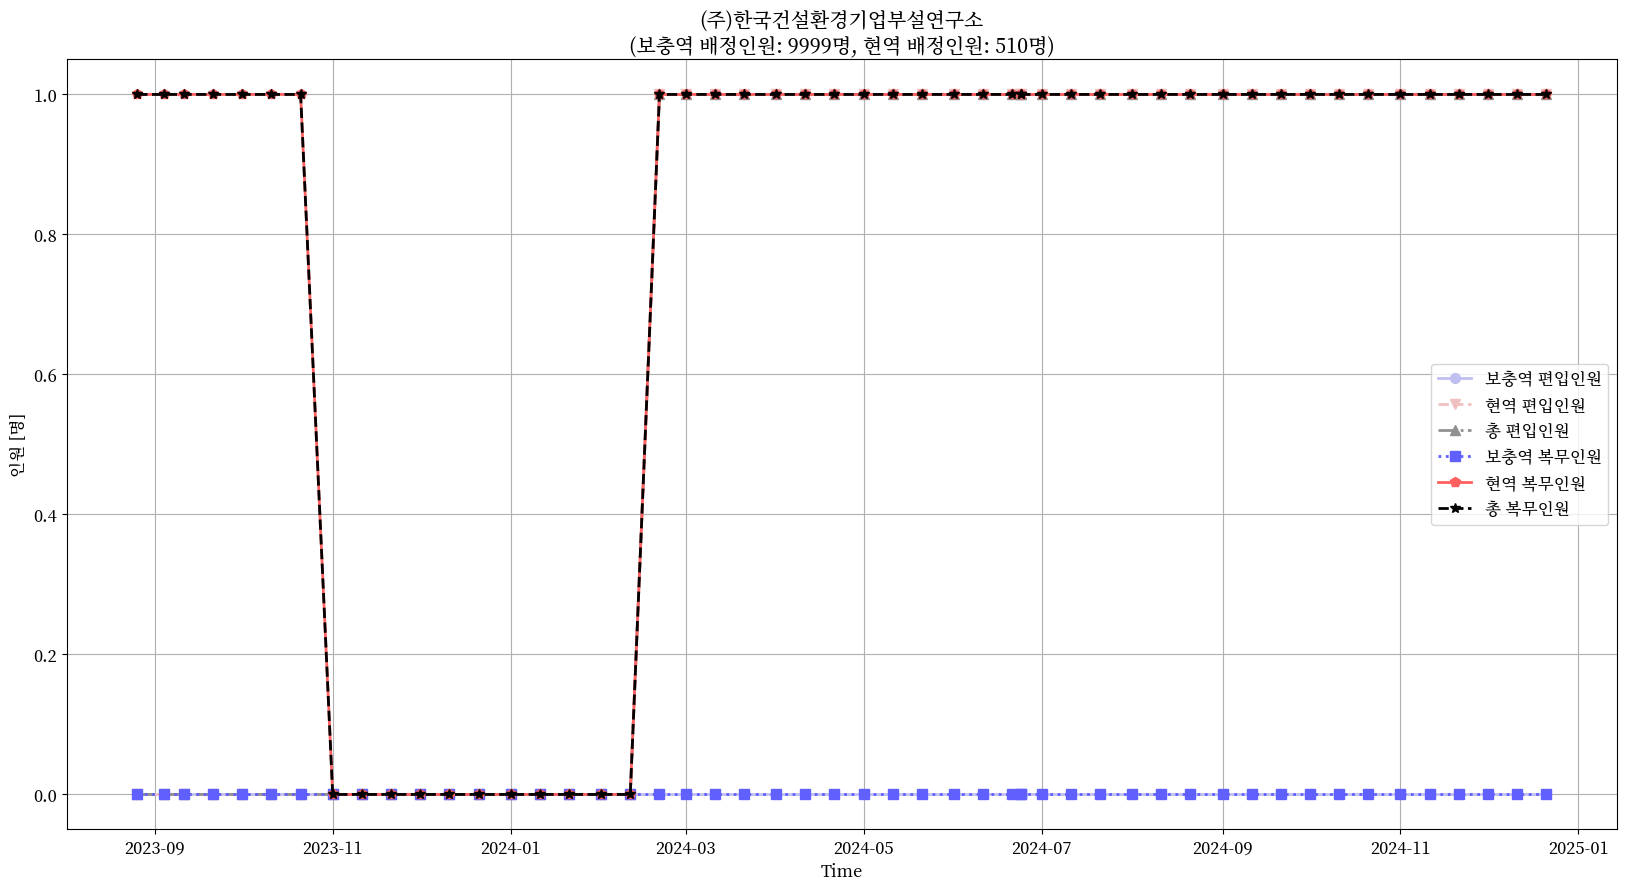 (주)한국건설환경기업부설연구소
(보충역 배정인원: 9999명, 현역 배정인원: 510명)
1.0
0.8
0.6
0.4
0.2
0.0
인원 [명]
보충역 편입인원
현역 편입인원
총 편입인원
보충역 복무인원
현역 복무인원
총 복무인원
2023-09
2023-11
2024-01
2024-03
2024-05
2024-07
2024-09
2024-11
2025-01
Time